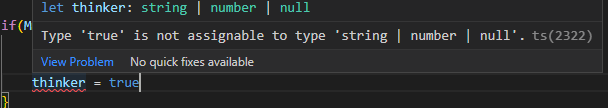 let thinker: string | number | null
if(M
Type 'true' is not assignable to type 'string | number | null'. ts(2322)
View Problem No quick fixes available
thinker = true
}